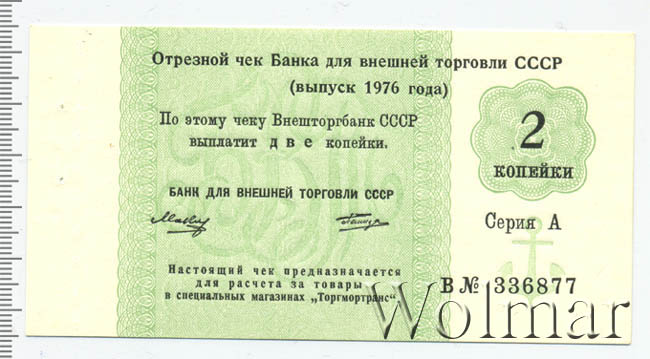 Отрезной чек Банка для внешней торговли СССР
(выпуск 1976 года)
По этому чеку Внешторгбанк СССР
выплатит две копейки.
2
КОПЕЙКИ
БАНК ДЛЯ ВНЕШНЕЙ ТОРГОВЛИ СССР
Серия А
Настоящий чек предназначается
для расчета за товары
в специальных магазинах „Торгмортранс“.
В № 336877
Wolmar